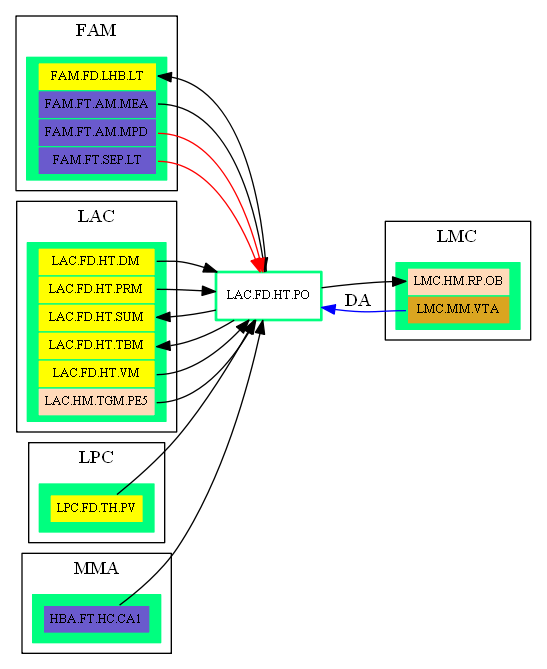 FAM
FAM.FD.LHB.LT
FAM.FT.AM.MEA
FAM.FT.AM.MPD
FAM.FT.SEP.LT
LAC
LAC.FD.HT.DM
LAC.FD.HT.PRM
LAC.FD.HT.SUM
LAC.FD.HT.TBM
LAC.FD.HT.VM
LAC.HM.TGM.PE5
LPC
LPC.FD.TH.PV
MMA
HBA.FT.HC.CA1
LAC.FD.HT.PO
DA
LMC
LMC.HM.RP.OB
LMC.MM.VTA